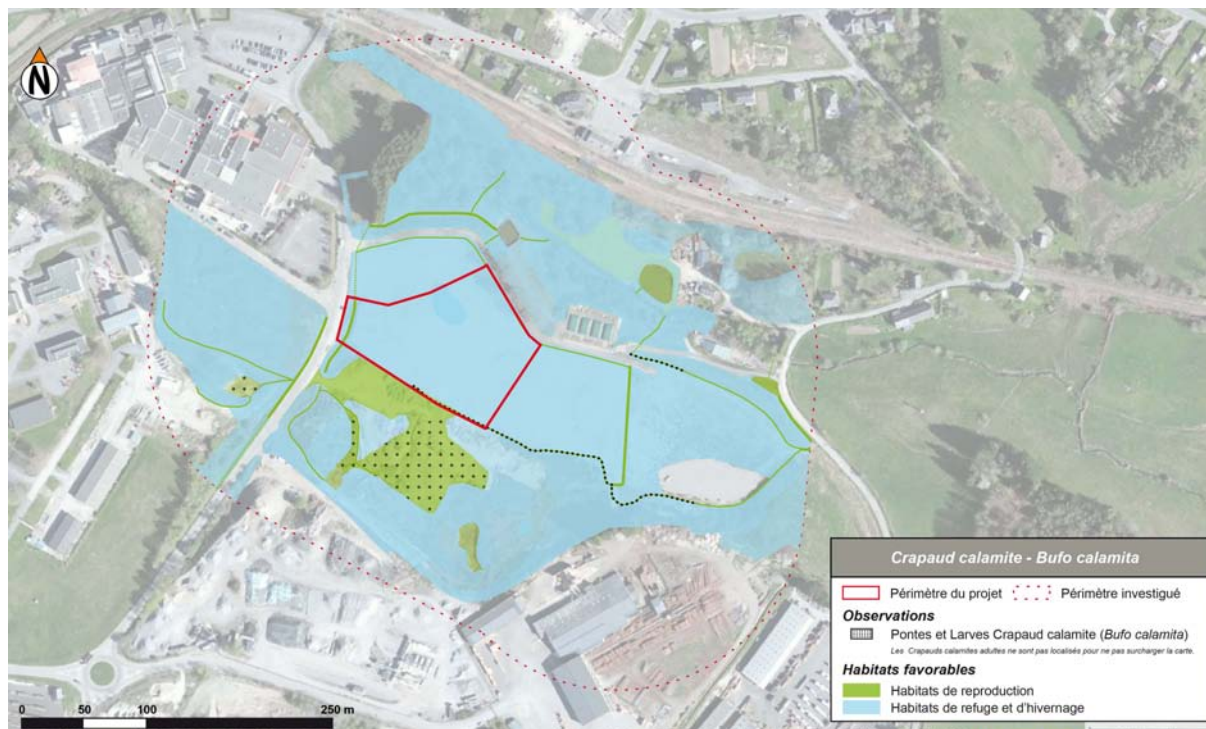 N
Crapaud calamite - Bufo calamita
Périmètre du projet Périmètre investigué
Observations
Pontes et Larves Crapaud calamite (Bufo calamita)
Les Crapauds calamites adultes ne sont pas localisés pour ne pas surcharger la carte.
Habitats favorables
Habitats de reproduction
Habitats de refuge et d'hivernage
0 50 100 250 m